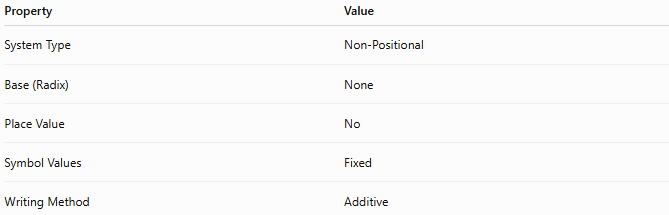 Property Value
System Type Non-Positional
Base (Radix) None
Place Value No
Symbol Values Fixed
Writing Method Additive